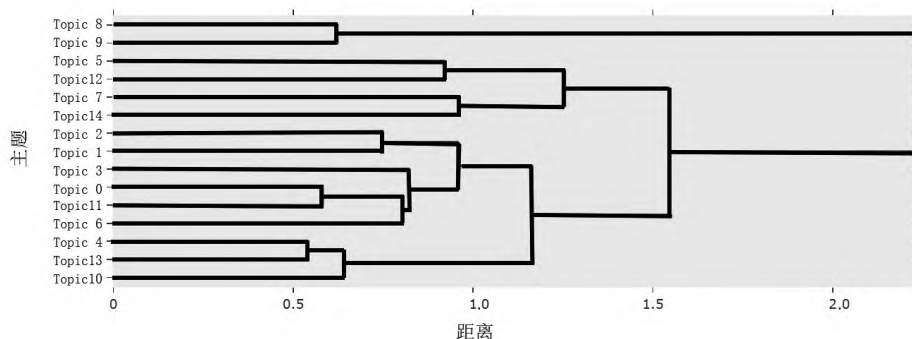 Topic 8
Topic 9
Topic 5
Topic12
Topic 7
Topic14
Topic 2
Topic 1
Topic 3
Topic 0
Topic11
Topic 6
Topic 4
Topic13
Topic10
主题
0 0.5 1.0 1.5 2.0
距离